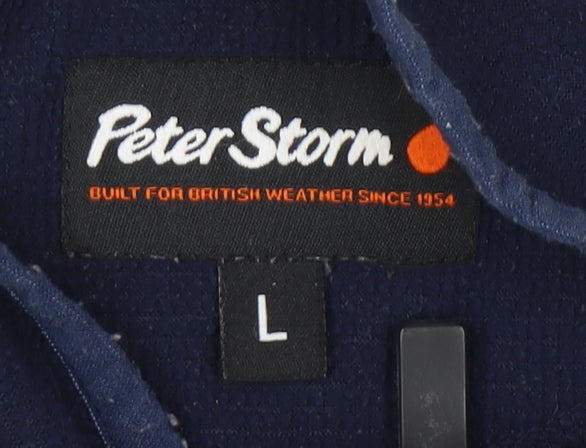 Peter Storm
BUILT FOR BRITISH WEATHER SINCE 1954
L